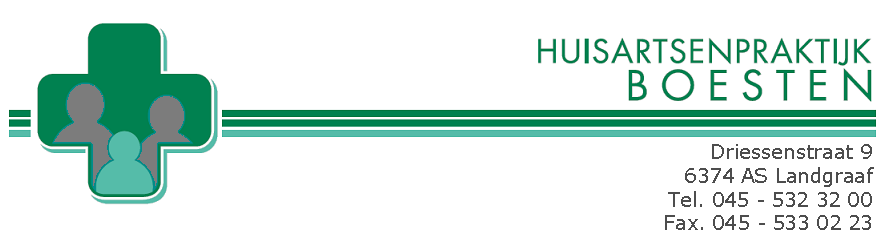 HUISARTSENPRAKTIJK
BOESTEN
Driessenstraat 9
6374 AS Landgraaf
Tel. 045 - 532 32 00
Fax. 045 - 533 02 23